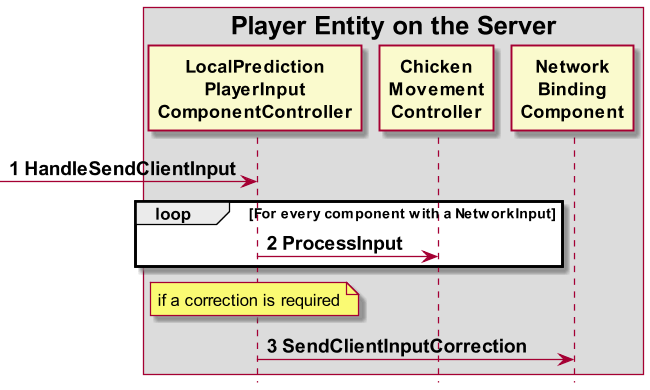 Player Entity on the Server
LocalPrediction
PlayerInput
ComponentController
Chicken
Movement
Controller
Network
Binding
Component
1 HandleSendClientInput
loop
[For every component with a NetworkInput]
2 ProcessInput
if a correction is required
3 SendClientInputCorrection